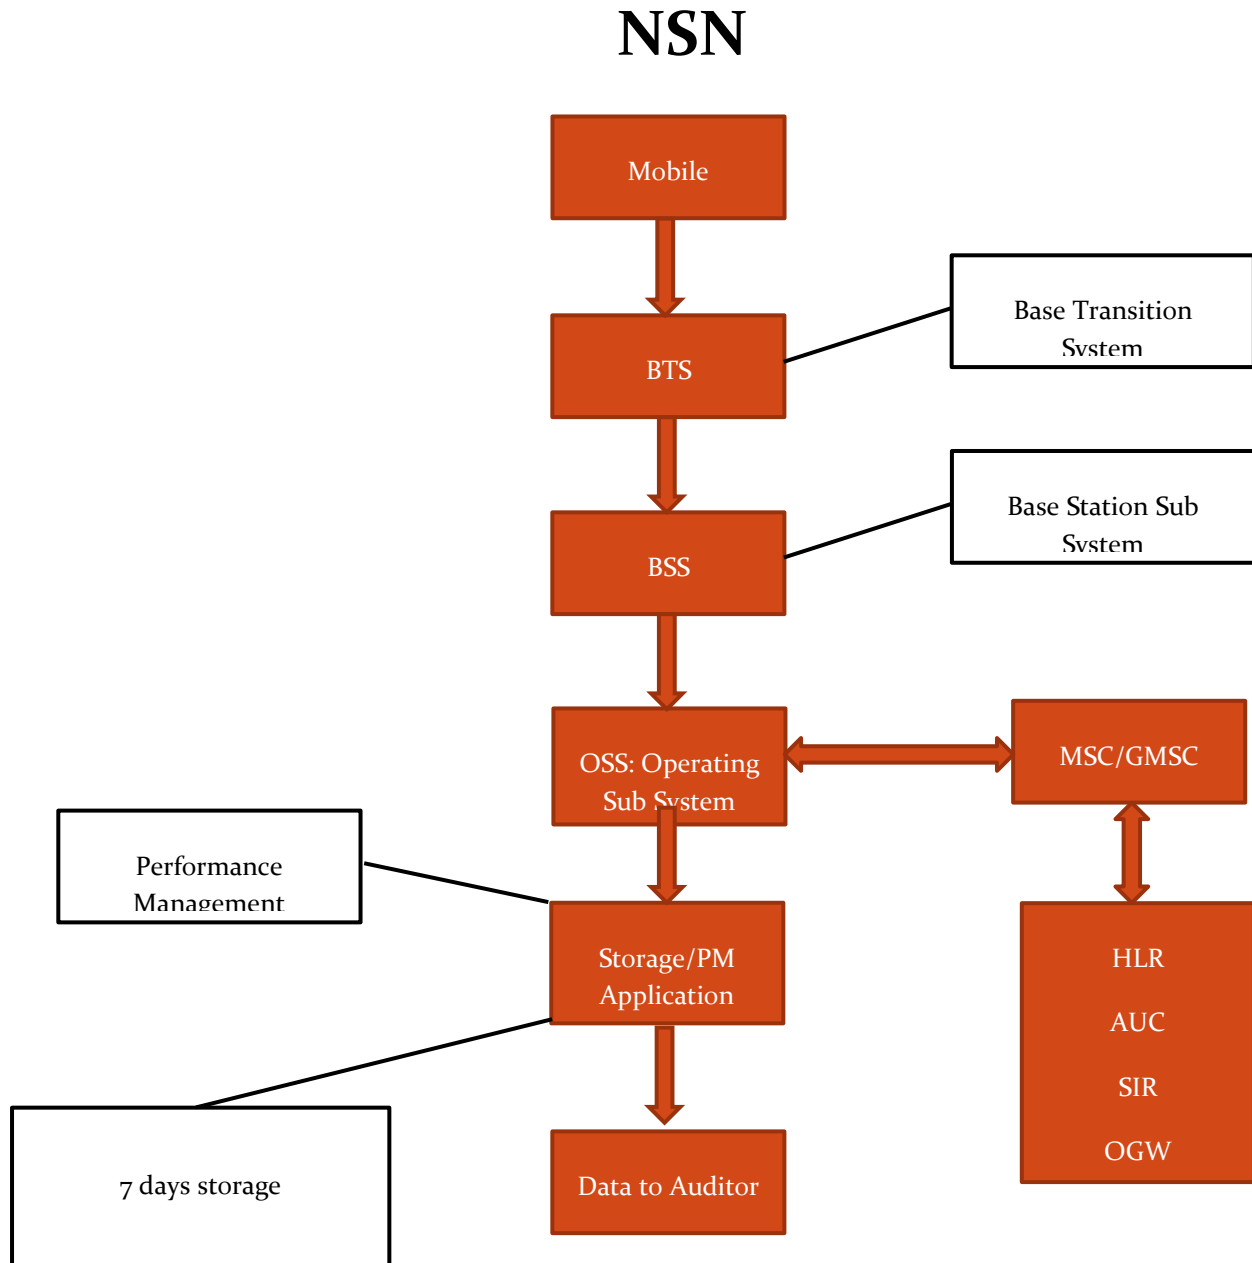 NSN
Mobile
Base Transition
System
BTS
Base Station Sub
System
BSS
OSS: Operating
Sub System
MSC/GMSC
Performance
Management
Storage/PM
Application
HLR
AUC
SIR
OGW
7 days storage
Data to Auditor